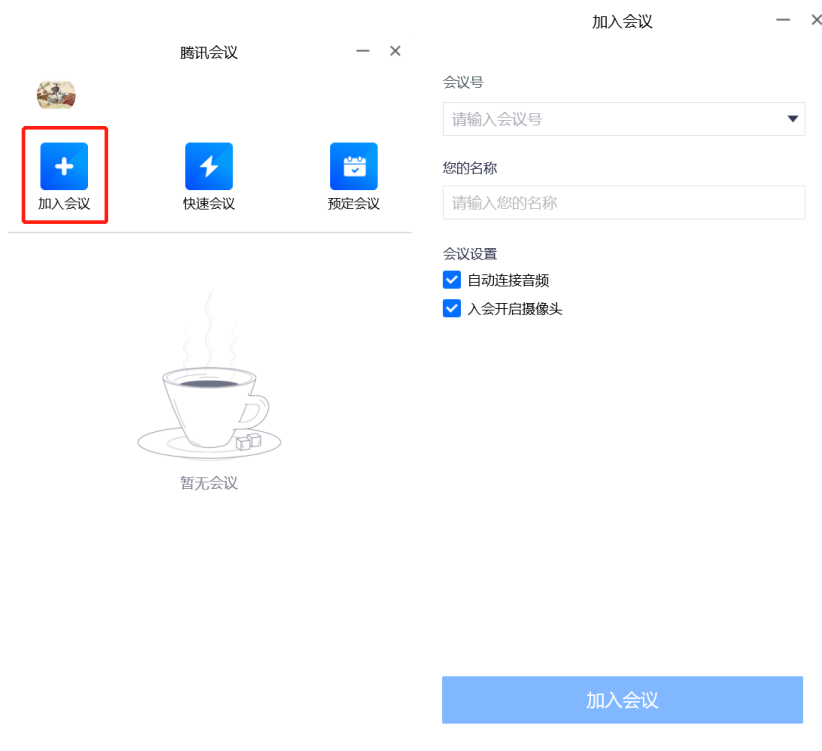 腾讯会议
加入会议
快速会议
预定会议
暂无会议
加入会议
会议号
请输入会议号
您的名称
请输入您的名称
会议设置
自动连接音频
入会开启摄像头
加入会议